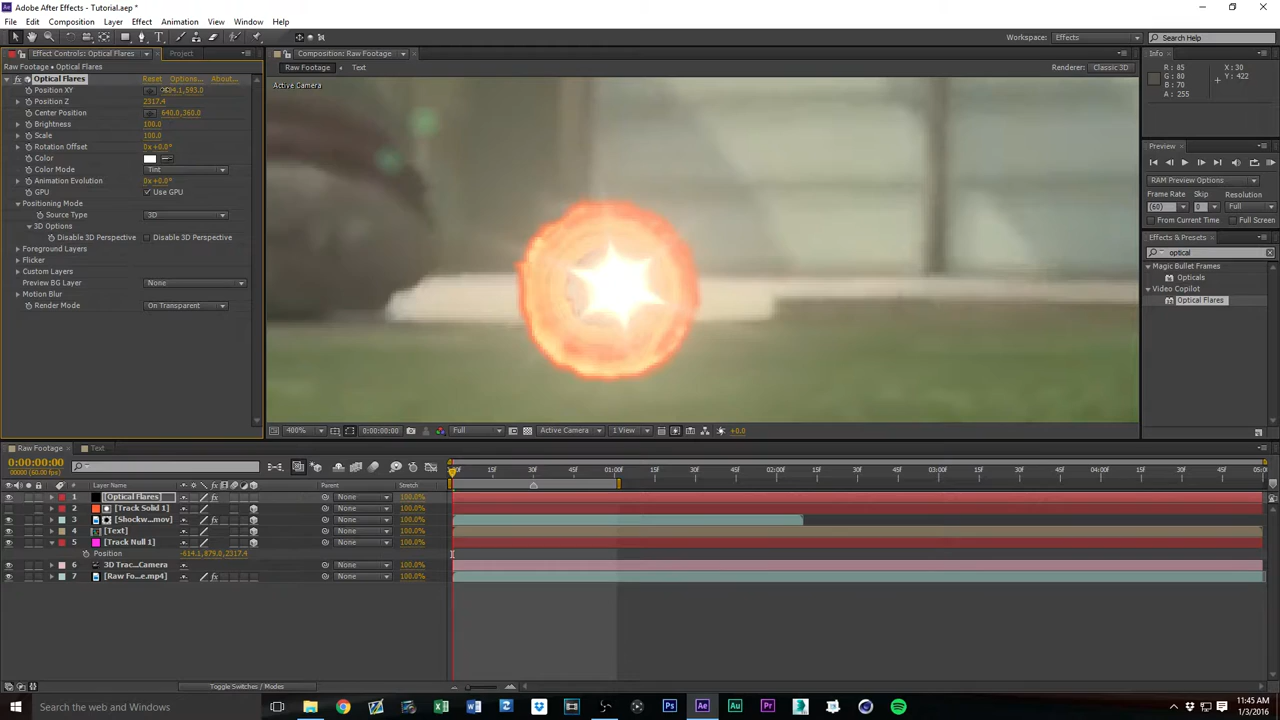 Adobe After Effects - Tutorial.aep *
File Edit Composition Layer Effect Animation View Window Help
Workspace: Effects Search Help
Effect Controls: Optical Flares Project
Composition: Raw Footage
Info
Raw Footage • Optical Flares
Raw Footage Text
Renderer: Classic 3D
R: 85 X: 30
G: 80 Y: 422
B: 70
A: 255
Active Camera
fx Optical Flares Reset Options... About...
Position XY
Position Z 2317.4
Center Position 640.0,360.0
Brightness 100.0
Scale 100.0
Rotation Offset 0x+0.0°
Color
Color Mode Tint
Animation Evolution 0x+0.0°
GPU Use GPU
Positioning Mode
Source Type 3D
3D Options
Disable 3D Perspective Disable 3D Perspective
Foreground Layers
Flicker
Custom Layers
Preview BG Layer None
Motion Blur
Render Mode On Transparent
Preview
RAM Preview Options
Frame Rate Skip Resolution
(60) 0 Full
From Current Time Full Screen
Effects & Presets
optical
Magic Bullet Frames
Opticals
Video Copilot
Optical Flares
400% 0:00:00:00 Full Active Camera 1 View +0.0
Raw Footage Text
0:00:00:00
00000 (60.00 fps)
15f 30f 45f 01:00f 15f 30f 45f 02:00f 15f 30f 45f 03:00f 15f 30f 45f 04:00f 15f 30f 45f
# Layer Name Parent Stretch
1 [Optical Flares] fx None 100.0%
2 [Track Solid 1] None 100.0%
3 [Shockw...mov] fx None 100.0%
4 [Text] None 100.0%
5 [Track Null 1] None 100.0%
Position -614.1,879.0,2317.4
6 3D Trac...Camera None 100.0%
7 [Raw Fo...e.mp4] fx None 100.0%
Toggle Switches / Modes
Search the web and Windows
Ps Ae Au Pr
11:45 AM
1/3/2016